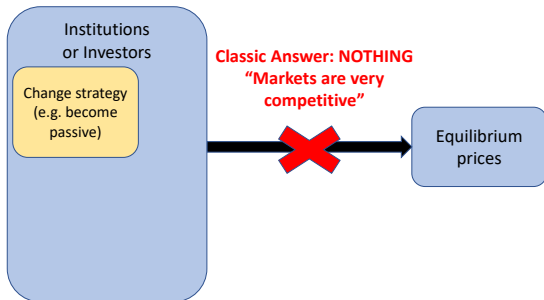 Institutions
or Investors
Change strategy
(e.g. become
passive)
Classic Answer: NOTHING
“Markets are very
competitive”
Equilibrium
prices